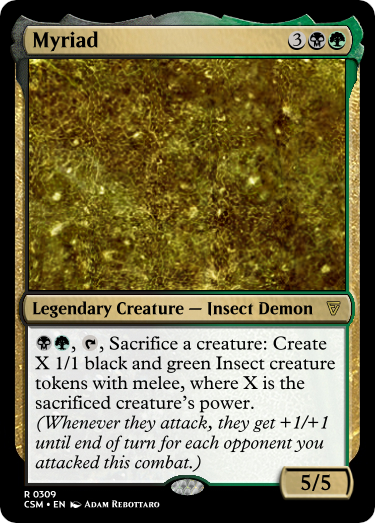 Myriad 3
Legendary Creature — Insect Demon
, , Sacrifice a creature: Create
X 1/1 black and green Insect creature
tokens with melee, where X is the
sacrificed creature's power.
(Whenever they attack, they get +1/+1
until end of turn for each opponent you
attacked this combat.)
5/5
R 0309
CSM • EN Adam Rebottaro